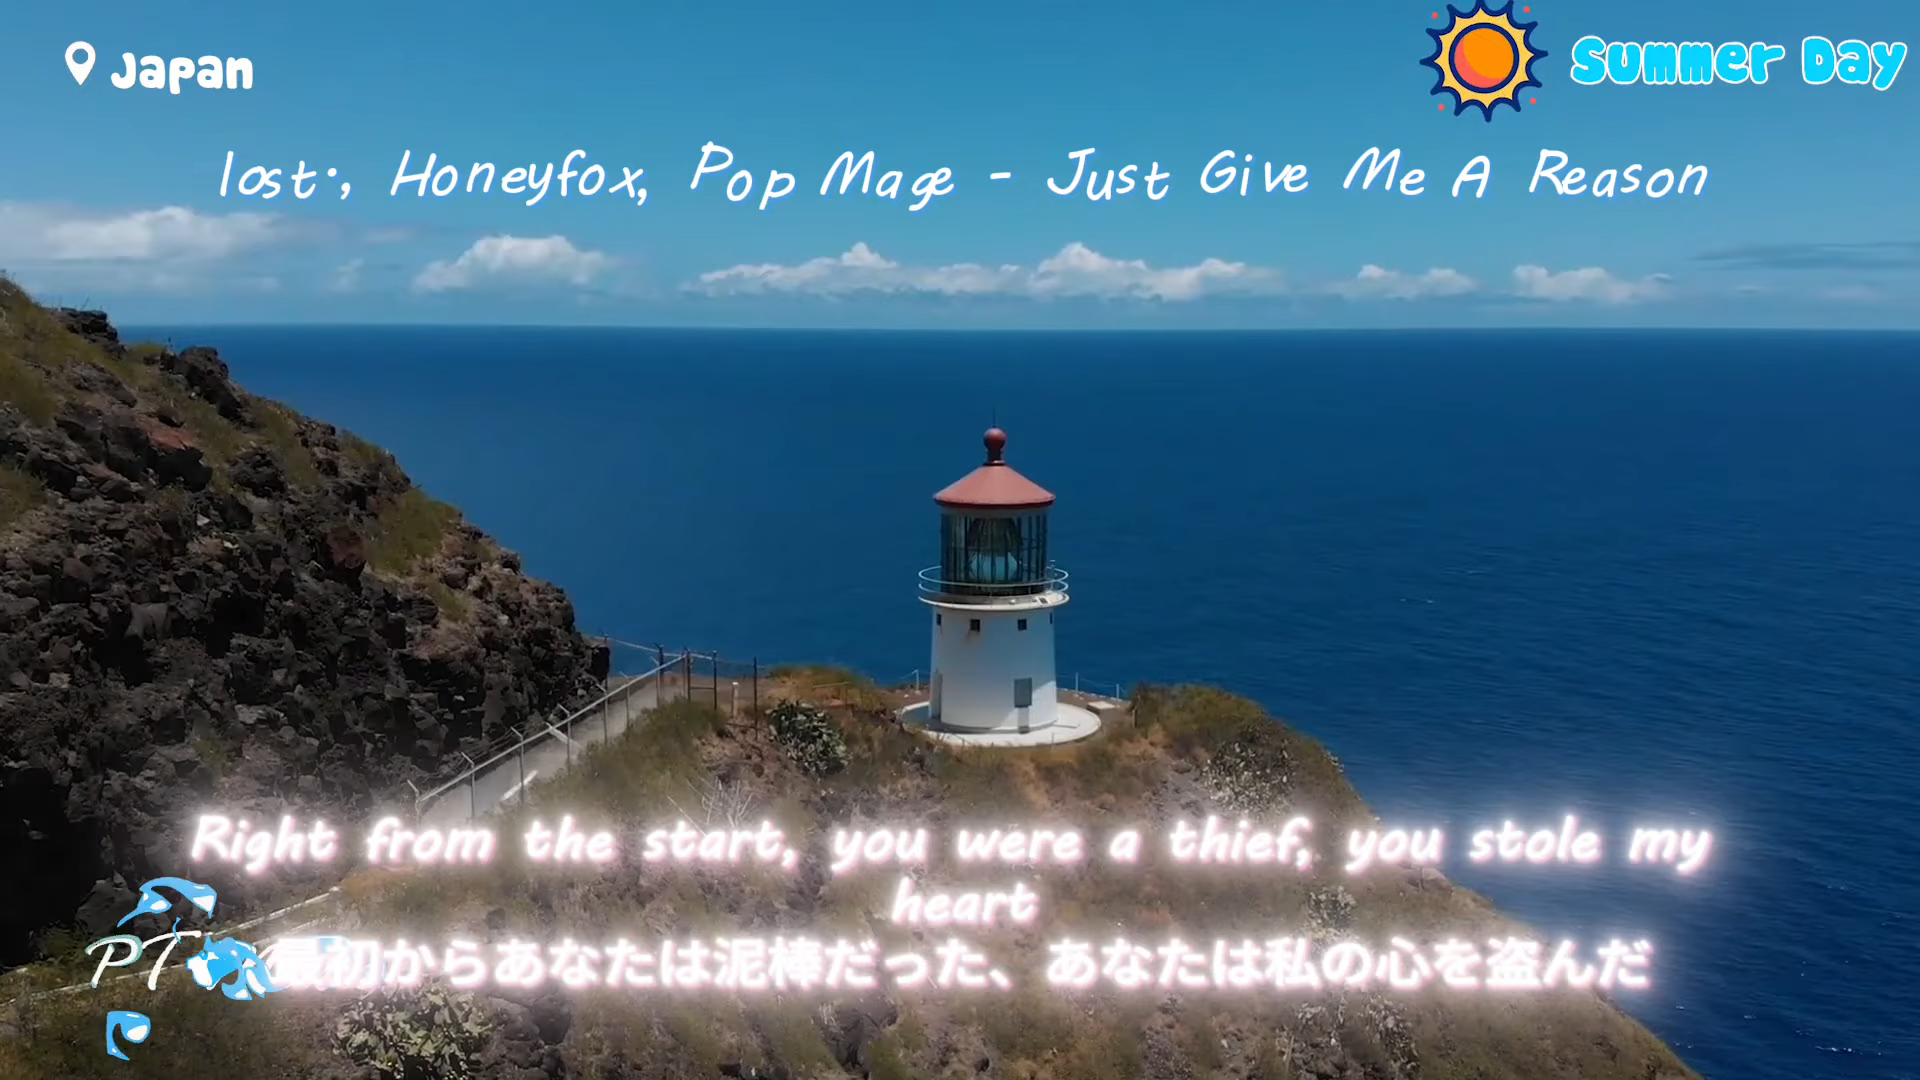 Japan
Summer Day
lost., Honeyfox, Pop Mage - Just Give Me A Reason
Right from the start, you were a thief, you stole my
heart
最初からあなたは泥棒だった、あなたは私の心を盗んだ
PT